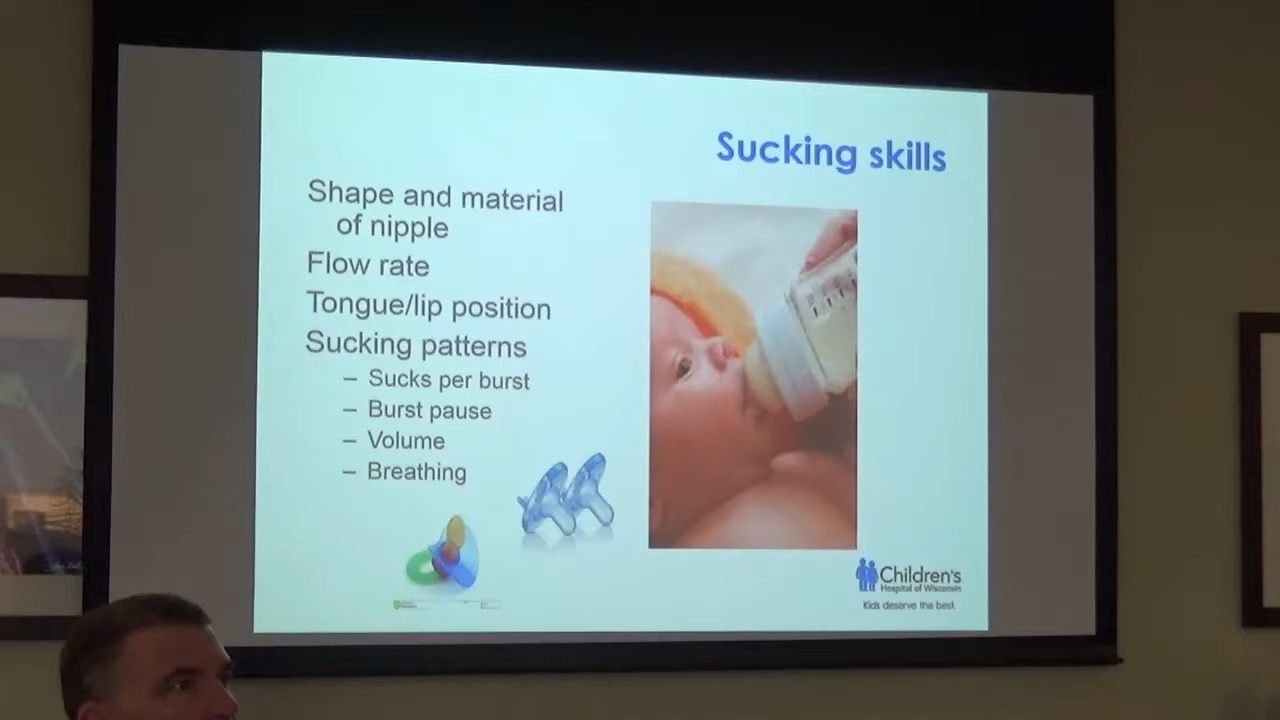 Sucking skills
Shape and material
of nipple
Flow rate
Tongue/lip position
Sucking patterns
– Sucks per burst
– Burst pause
– Volume
– Breathing
Children's
Hospital of Wisconsin
Kids deserve the best.